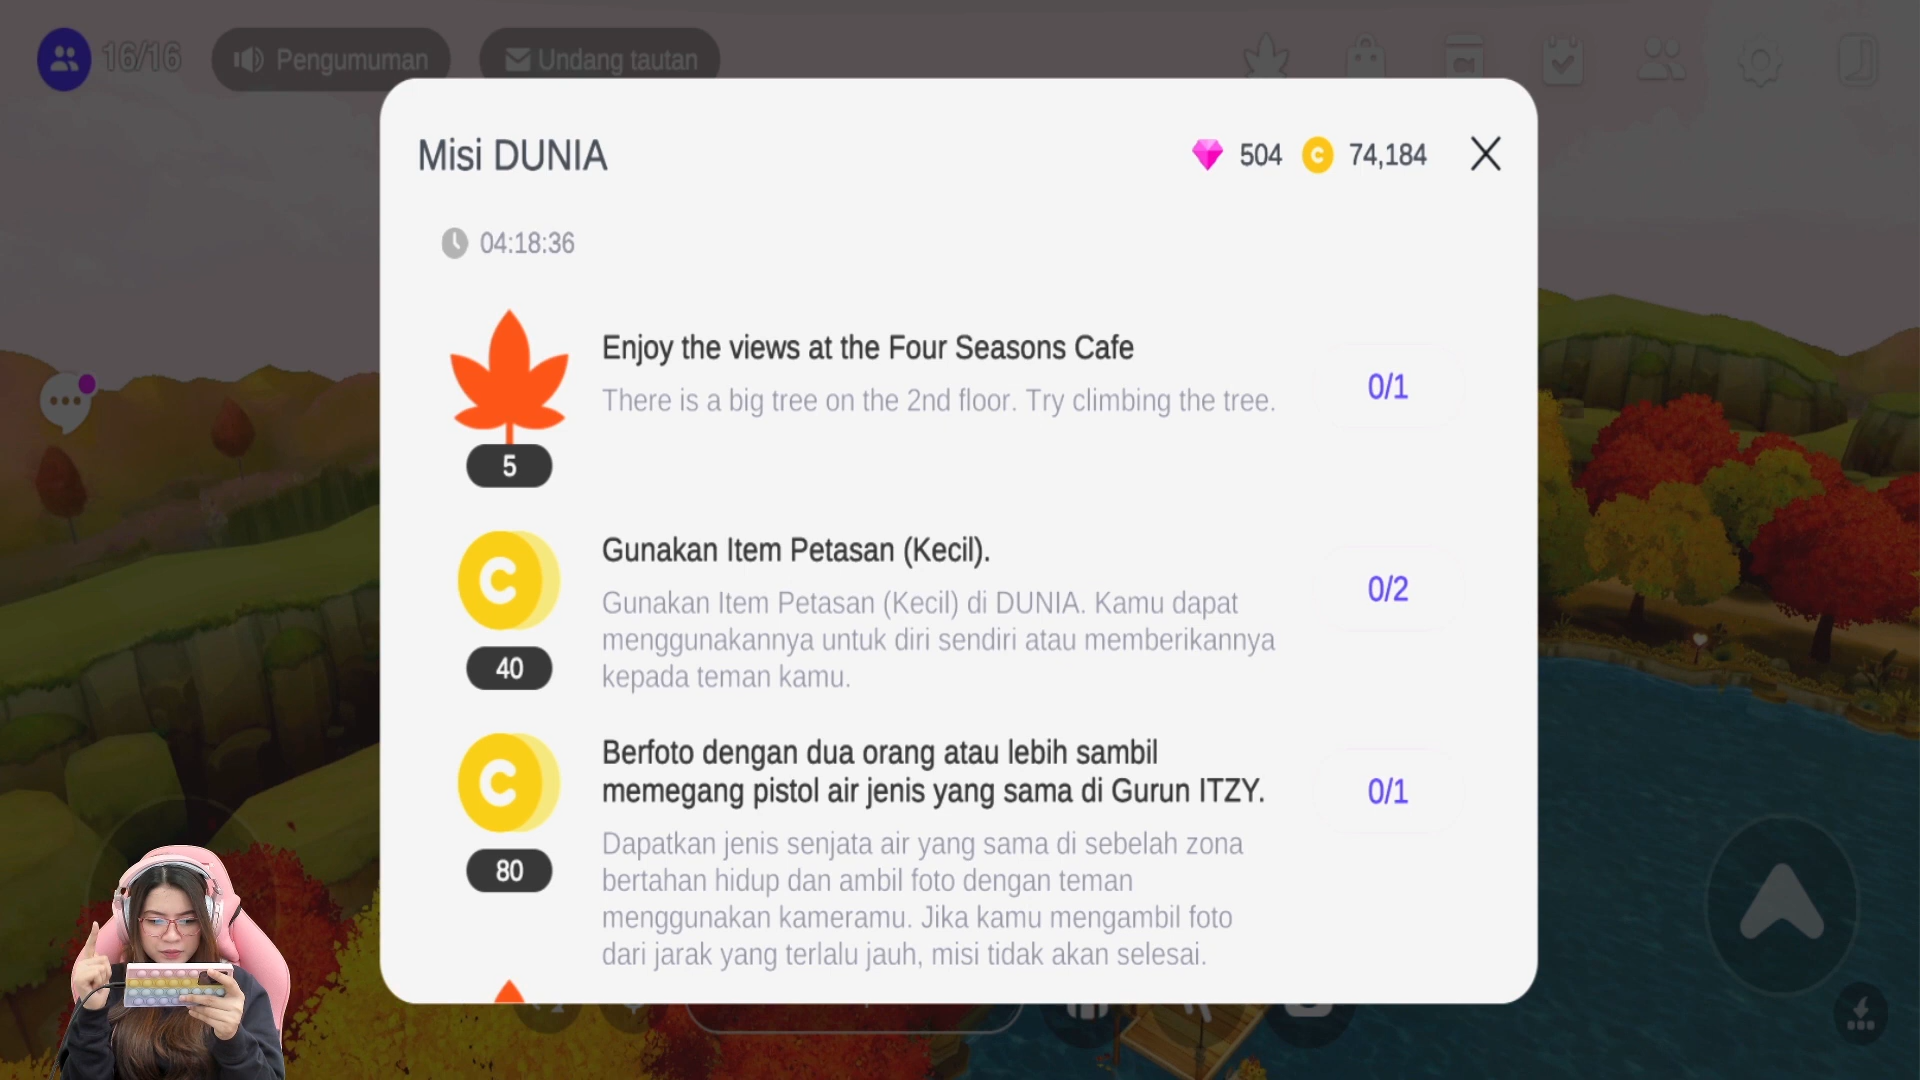 16/16
Pengumuman
Undang tautan
Misi DUNIA
504
C
74,184
04:18:36
Enjoy the views at the Four Seasons Cafe
There is a big tree on the 2nd floor. Try climbing the tree.
0/1
5
Gunakan Item Petasan (Kecil).
Gunakan Item Petasan (Kecil) di DUNIA. Kamu dapat
menggunakannya untuk diri sendiri atau memberikannya
kepada teman kamu.
0/2
C
40
Berfoto dengan dua orang atau lebih sambil
memegang pistol air jenis yang sama di Gurun ITZY.
Dapatkan jenis senjata air yang sama di sebelah zona
bertahan hidup dan ambil foto dengan teman
menggunakan kameramu. Jika kamu mengambil foto
dari jarak yang terlalu jauh, misi tidak akan selesai.
0/1
C
80